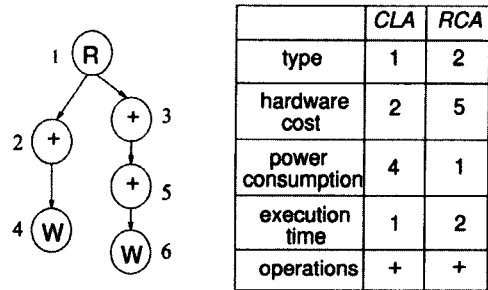 1 R
2 + + 3
+ 5
4 W W 6
CLA RCA
type 1 2
hardware cost 2 5
power consumption 4 1
execution time 1 2
operations + +